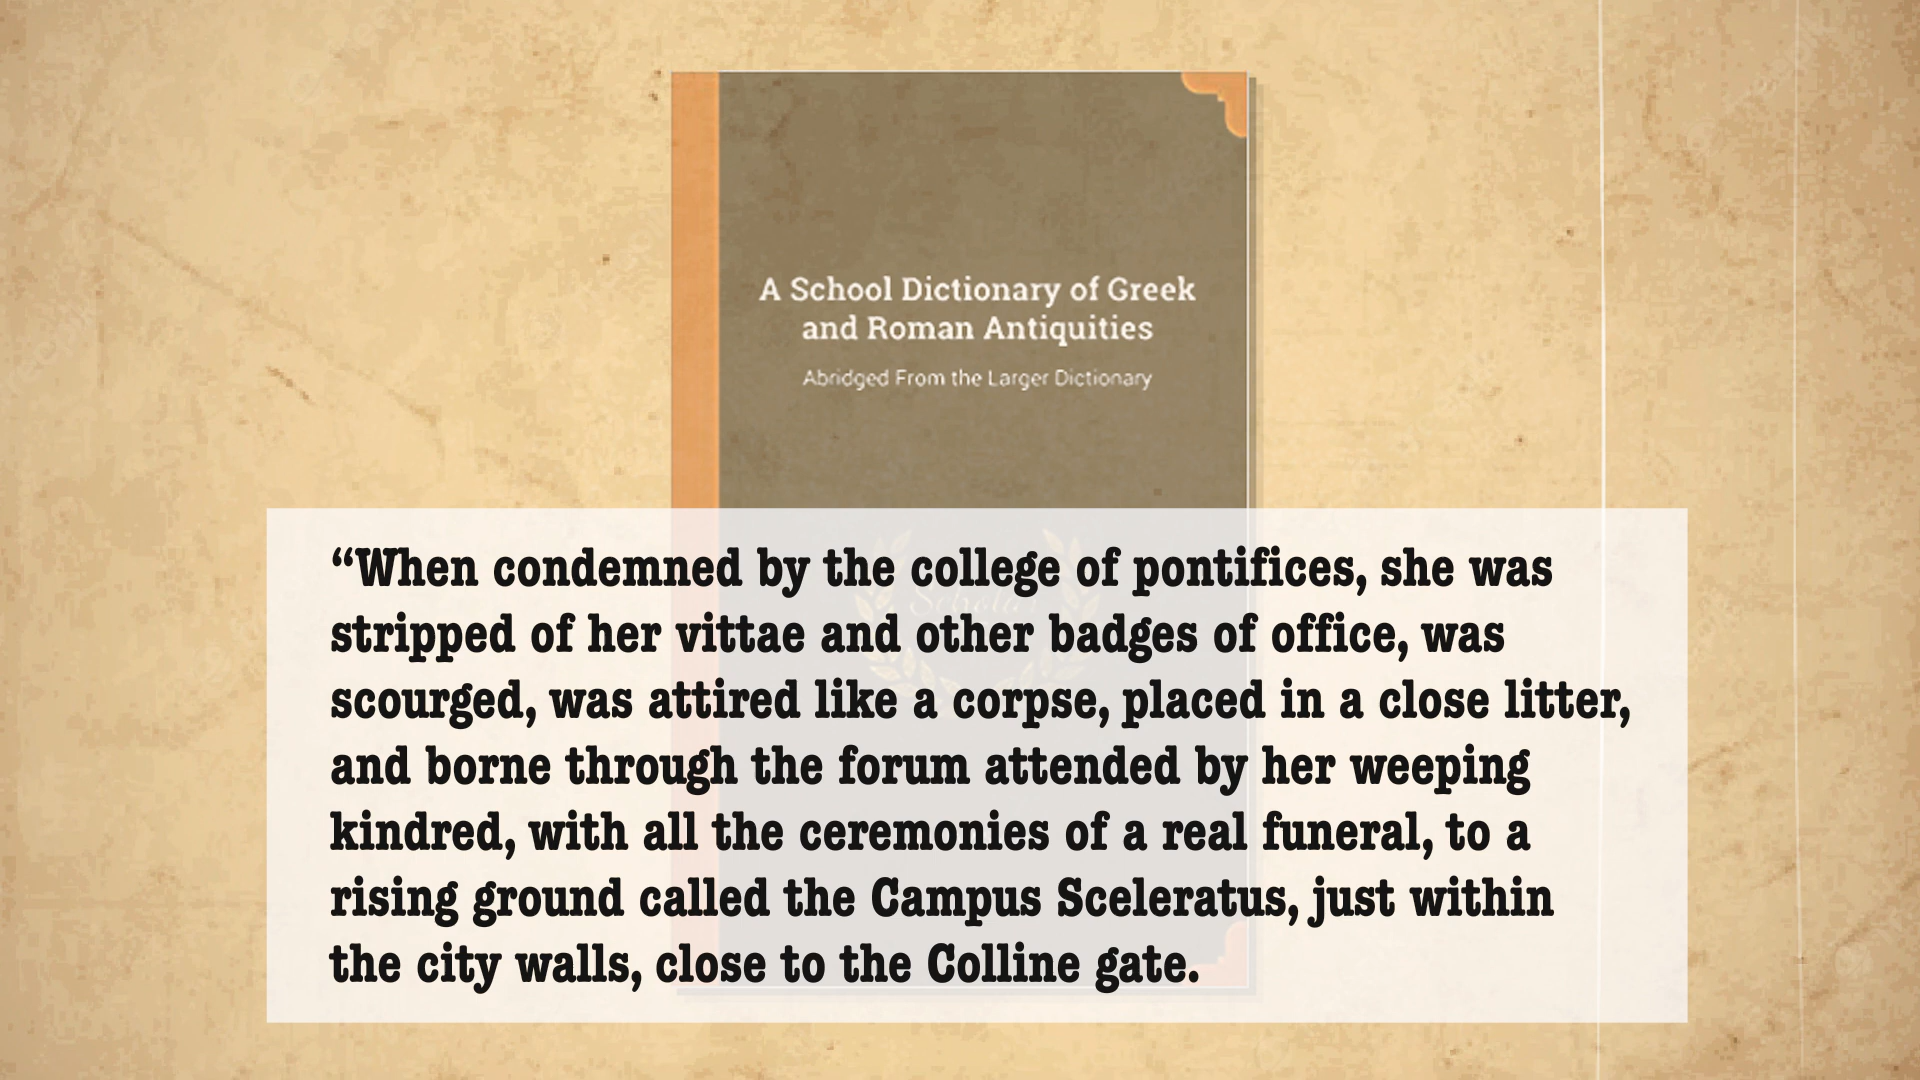 A School Dictionary of Greek
and Roman Antiquities
Abridged From the Larger Dictionary
“When condemned by the college of pontifices, she was
stripped of her vittae and other badges of office, was
scourged, was attired like a corpse, placed in a close litter,
and borne through the forum attended by her weeping
kindred, with all the ceremonies of a real funeral, to a
rising ground called the Campus Sceleratus, just within
the city walls, close to the Colline gate.